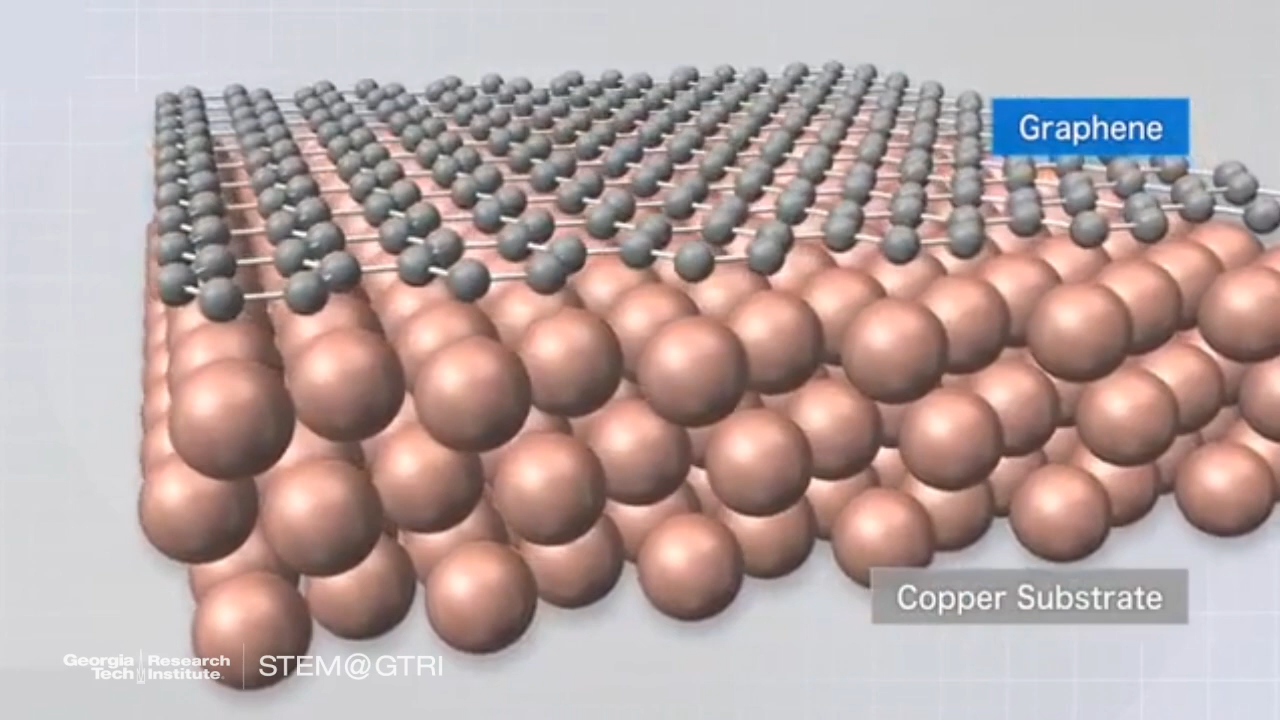 Graphene
Copper Substrate
Georgia Research
Tech Institute
STEM@GTRI